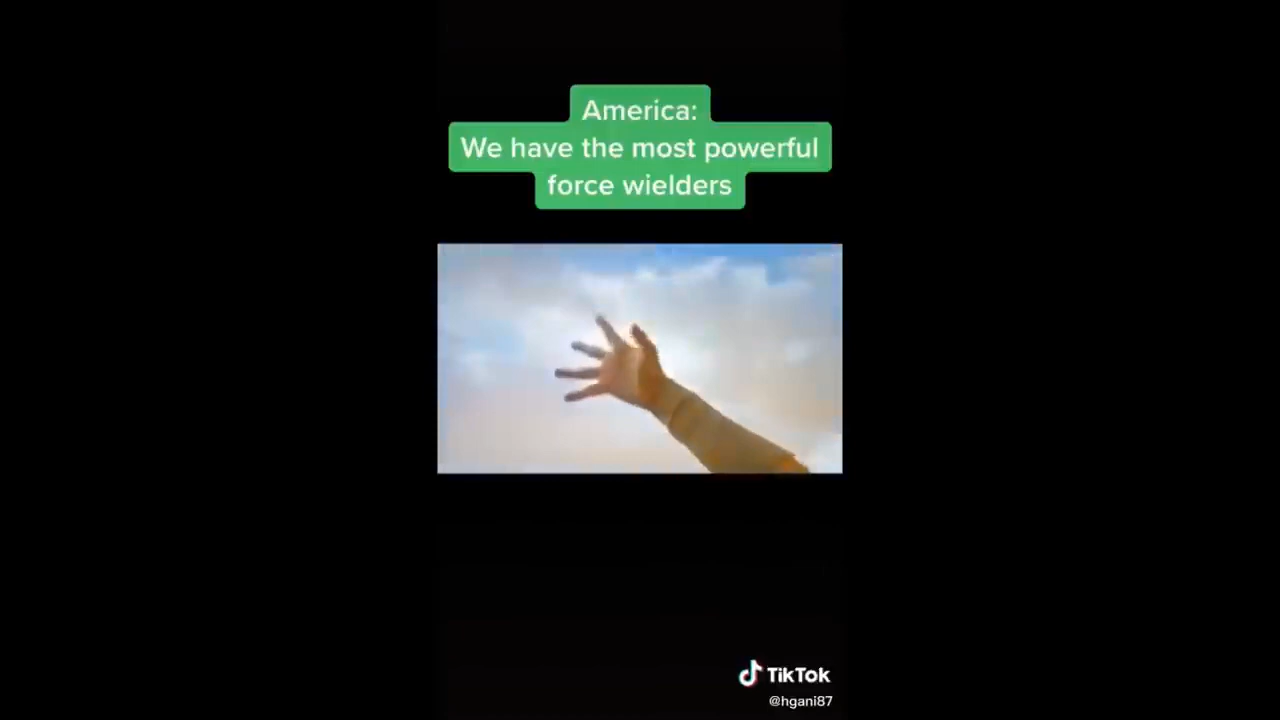 America:
We have the most powerful
force wielders
TikTok
@hgani87